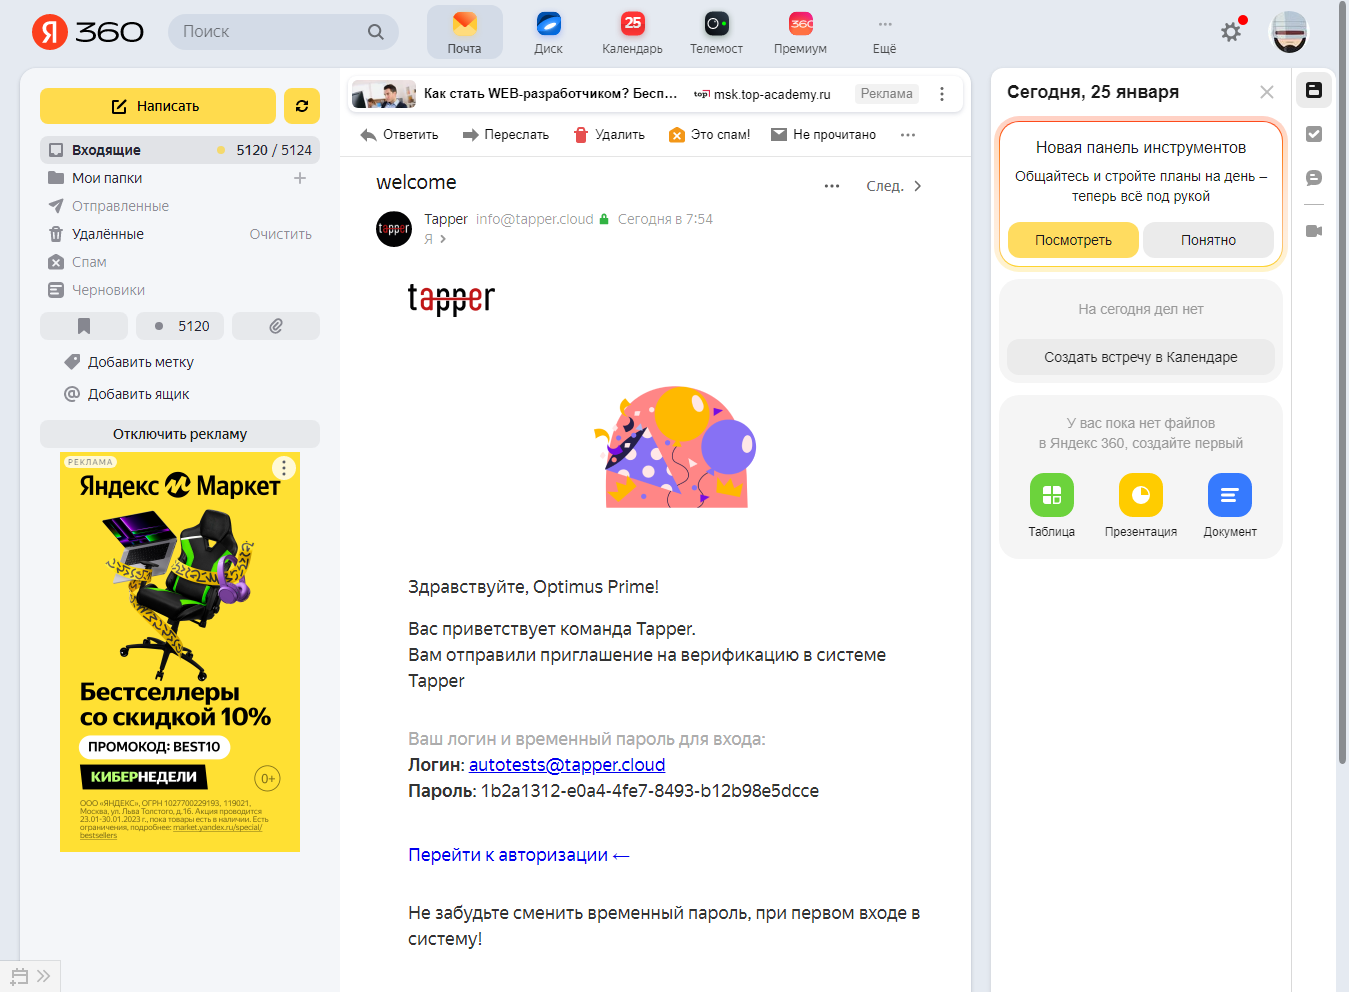 Я 360
Поиск
Почта
Диск
25
Календарь
Телемост
360
Премиум
Ещё
Написать
Входящие
5120 / 5124
Мои папки
Отправленные
Удалённые
Очистить
Спам
Черновики
5120
Добавить метку
Добавить ящик
Отключить рекламу
РЕКЛАМА
Яндекс Маркет
Бестселлеры
со скидкой 10%
ПРОМОКОД: BEST10
КИБЕРНЕДЕЛИ
0+
ООО «ЯНДЕКС», ОГРН 1027700229193, 119021,
Москва, ул. Льва Толстого, д.16. Акция проводится
23.01-30.01.2023 г., пока товары есть в наличии. Есть
ограничения, подробнее: market.yandex.ru/special/
bestsellers
Как стать WEB-разработчиком? Бесп...
top
msk.top-academy.ru
Реклама
Ответить
Переслать
Удалить
Это спам!
Не прочитано
welcome
След.
tapper
Tapper info@tapper.cloud Сегодня в 7:54
Я
tapper
Здравствуйте, Optimus Prime!
Вас приветствует команда Tapper.
Вам отправили приглашение на верификацию в системе
Tapper
Ваш логин и временный пароль для входа:
Логин: autotests@tapper.cloud
Пароль: 1b2a1312-e0a4-4fe7-8493-b12b98e5dcce
Перейти к авторизации ←
Не забудьте сменить временный пароль, при первом входе в
систему!
Сегодня, 25 января
Новая панель инструментов
Общайтесь и стройте планы на день –
теперь всё под рукой
Посмотреть
Понятно
На сегодня дел нет
Создать встречу в Календаре
У вас пока нет файлов
в Яндекс 360, создайте первый
Таблица
Презентация
Документ